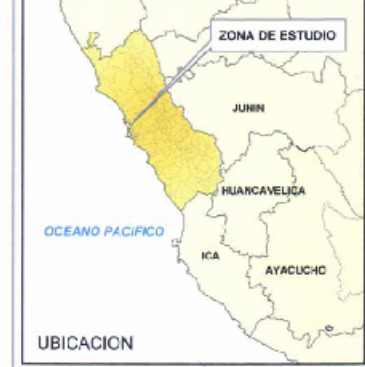 ZONA DE ESTUDIO
JUNIN
HUANCAVELICA
OCEANO PACIFICO
ICA
AYACUCHO
UBICACION